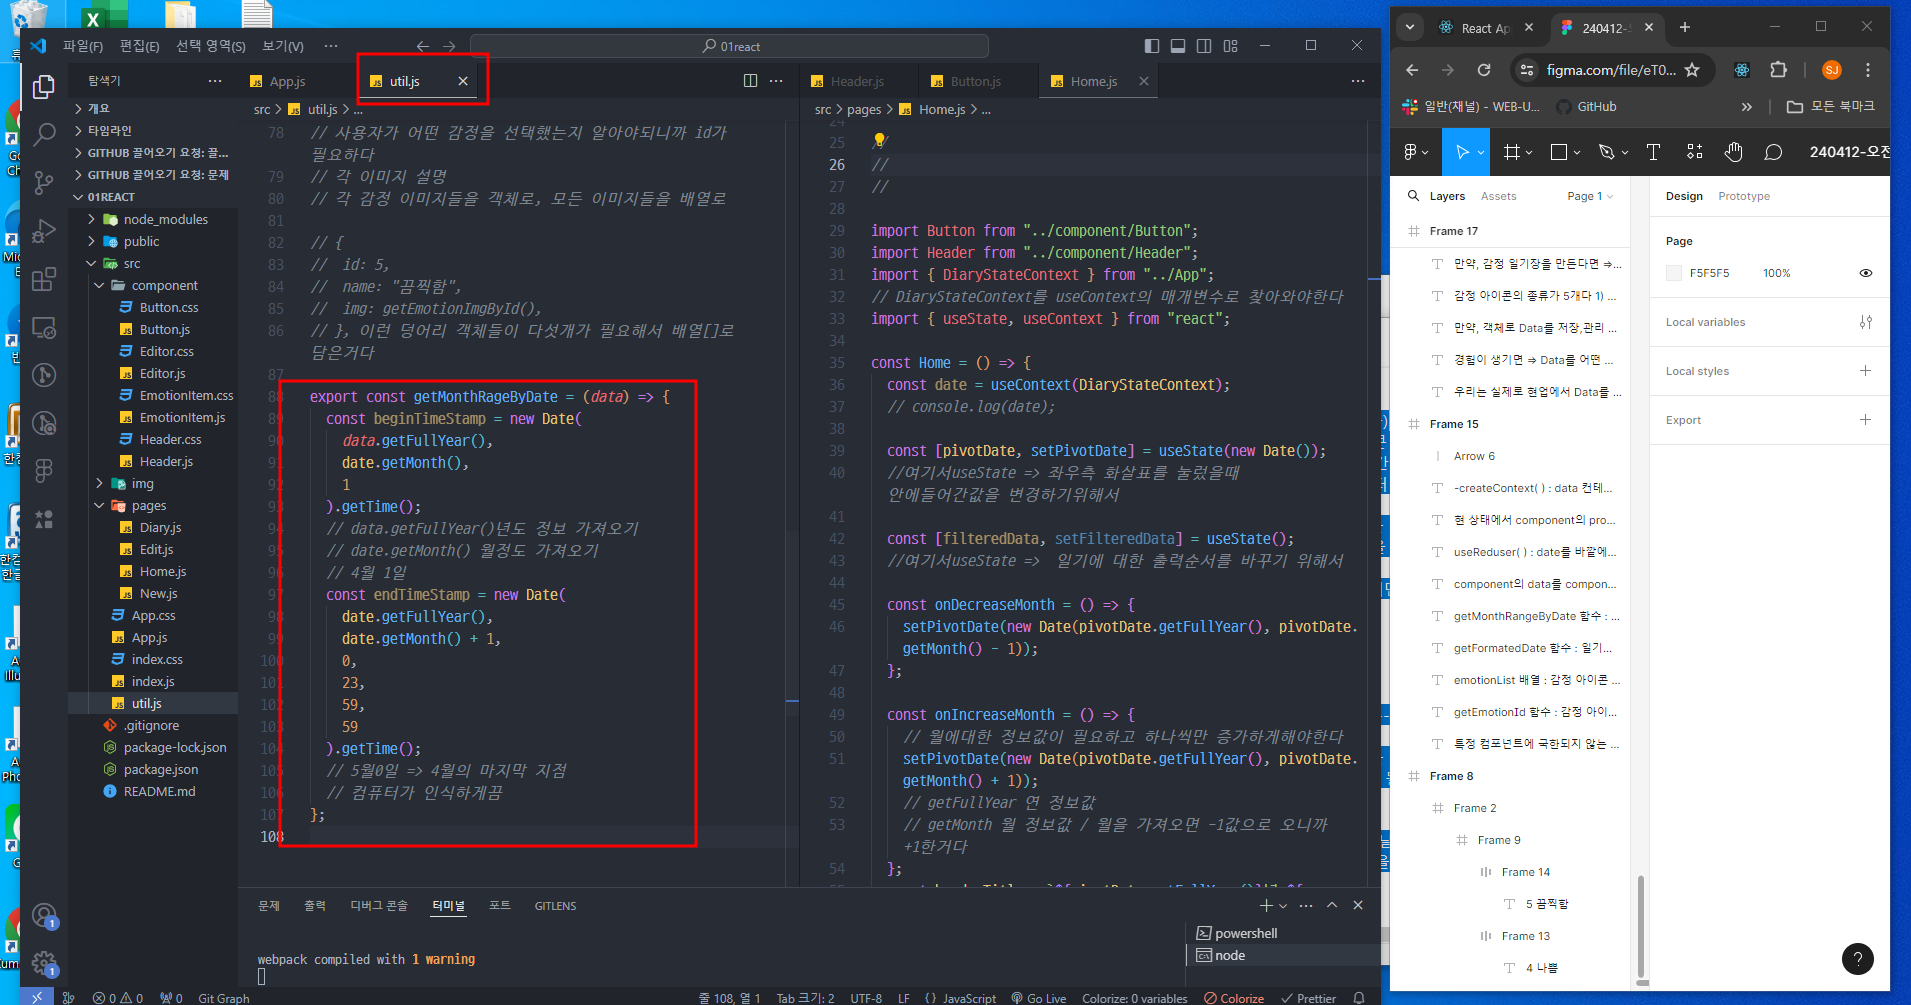 파일(F) 편집(E) 선택 영역(S) 보기(V) ··· 01react
탐색기 ···
개요
타임라인
GITHUB 끌어오기 요청: 끌...
GITHUB 끌어오기 요청: 문제
01REACT
node_modules
public
src
component
Button.css
Button.js
Editor.css
Editor.js
EmotionItem.css
EmotionItem.js
Header.css
Header.js
img
pages
Diary.js
Edit.js
Home.js
New.js
App.css
App.js
index.css
index.js
util.js
.gitignore
package-lock.json
package.json
README.md
App.js util.js
src > util.js > ...
78 // 사용자가 어떤 감정을 선택했는지 알아야되니까 id가
필요하다
79 // 각 이미지 설명
80 // 각 감정 이미지들을 객체로, 모든 이미지들을 배열로
81
82 // {
83 //  id: 5,
84 //  name: "끔찍함",
85 //  img: getEmotionImgById(),
86 // }, 이런 덩어리 객체들이 다섯개가 필요해서 배열[]로
담은거다
87
88 export const getMonthRageByDate = (data) => {
89 const beginTimeStamp = new Date(
90 data.getFullYear(),
91 date.getMonth(),
92 1
93 ).getTime();
94 // data.getFullYear()년도 정보 가져오기
95 // date.getMonth() 월정도 가져오기
96 // 4월 1일
97 const endTimeStamp = new Date(
98 date.getFullYear(),
99 date.getMonth() + 1,
100 0,
101 23,
102 59,
103 59
104 ).getTime();
105 // 5월0일 => 4월의 마지막 지점
106 // 컴퓨터가 인식하게끔
107 };
108
Header.js Button.js Home.js
src > pages > Home.js > ...
24
25 //
26 //
27 //
28
29 import Button from "../component/Button";
30 import Header from "../component/Header";
31 import { DiaryStateContext } from "../App";
32 // DiaryStateContext를 useContext의 매개변수로 찾아와야한다
33 import { useState, useContext } from "react";
34
35 const Home = () => {
36 const date = useContext(DiaryStateContext);
37 // console.log(date);
38
39 const [pivotDate, setPivotDate] = useState(new Date());
40 //여기서useState => 좌우측 화살표를 눌렀을때
안에들어간값을 변경하기위해서
41
42 const [filteredData, setFilteredData] = useState();
43 //여기서useState =>  일기에 대한 출력순서를 바꾸기 위해서
44
45 const onDecreaseMonth = () => {
46 setPivotDate(new Date(pivotDate.getFullYear(), pivotDate.
getMonth() - 1));
47 };
48
49 const onIncreaseMonth = () => {
50 // 월에대한 정보값이 필요하고 하나씩만 증가하게해야한다
51 setPivotDate(new Date(pivotDate.getFullYear(), pivotDate.
getMonth() + 1));
52 // getFullYear 연 정보값
53 // getMonth 월 정보값 / 월을 가져오면 -1값으로 오니까
+1한거다
54 };
문제 출력 디버그 콘솔 터미널 포트 GITLENS
webpack compiled with 1 warning
powershell
node
0 0 0 Git Graph 줄 108, 열 1 Tab 크기: 2 UTF-8 LF {} JavaScript Go Live Colorize: 0 variables Colorize Prettier
React Ap 240412-
figma.com/file/eT0... SJ
일반(채널) - WEB-U... GitHub » 모든 북마크
240412-오전
Layers Assets Page 1
Frame 17
만약, 감정 일기장을 만든다면 ⇒...
감정 아이콘의 종류가 5개다 1) ...
만약, 객체로 Data를 저장,관리 ...
경험이 생기면 ⇒ Data를 어떤 ...
우리는 실제로 현업에서 Data를 ...
Frame 15
Arrow 6
-createContext( ) : data 컨테...
현 상태에서 component의 pro...
useReduser( ) : date를 바깥에...
component의 data를 compon...
getMonthRangeByDate 함수 : ...
getFormatedDate 함수 : 일기...
emotionList 배열 : 감정 아이콘 ...
getEmotionId 함수 : 감정 아이...
특정 컴포넌트에 국한되지 않는 ...
Frame 8
Frame 2
Frame 9
Frame 14
5 끔찍함
Frame 13
4 나쁨
Design Prototype
Page
F5F5F5 100%
Local variables
Local styles
Export
?